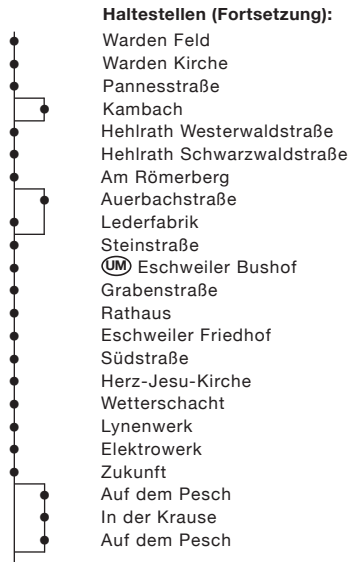 Haltestellen (Fortsetzung):
Warden Feld
Warden Kirche
Pannesstraße
Kambach
Hehlrath Westerwaldstraße
Hehlrath Schwarzwaldstraße
Am Römerberg
Auerbachstraße
Lederfabrik
Steinstraße
UM Eschweiler Bushof
Grabenstraße
Rathaus
Eschweiler Friedhof
Südstraße
Herz-Jesu-Kirche
Wetterschacht
Lynenwerk
Elektrowerk
Zukunft
Auf dem Pesch
In der Krause
Auf dem Pesch